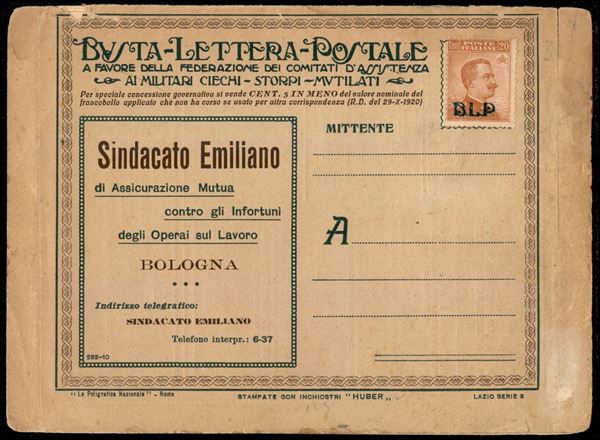 BUSTA-LETTERA-POSTALE
A FAVORE DELLA FEDERAZIONE DEI COMITATI D'ASSISTENZA
AI MILITARI CIECHI - STORPI - MUTILATI
Per speciale concessione governativa si vende CENT. 5 IN MENO del valore nominale del
francobollo applicato che non ha corso se usato per altra corrispondenza (R.D. del 29-X-1920)
POSTE
ITALIANE
20
B.L.P.
Sindacato Emiliano
di Assicurazione Mutua
contro gli Infortuni
degli Operai sul Lavoro
BOLOGNA
Indirizzo telegrafico:
SINDACATO EMILIANO
Telefono interpr.: 6-37
282-10
MITTENTE
A
"La Poligrafica Nazionale" - Roma
STAMPATE CON INCHIOSTRI "HUBER"
LAZIO SERIE 6